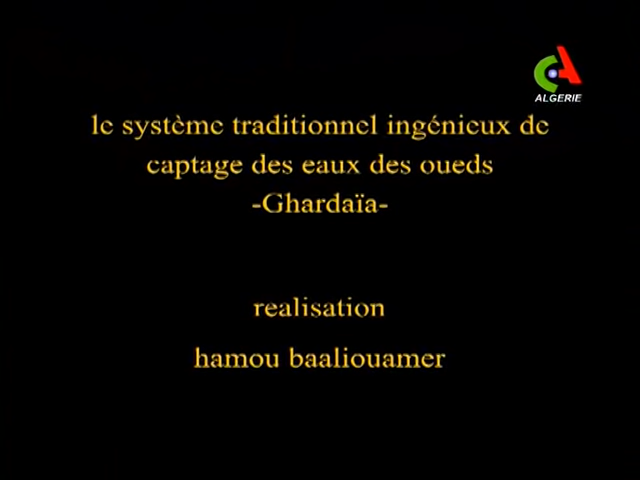 ALGERIE
le système traditionnel ingénieux de
captage des eaux des oueds
-Ghardaïa-
realisation
hamou baaliouamer